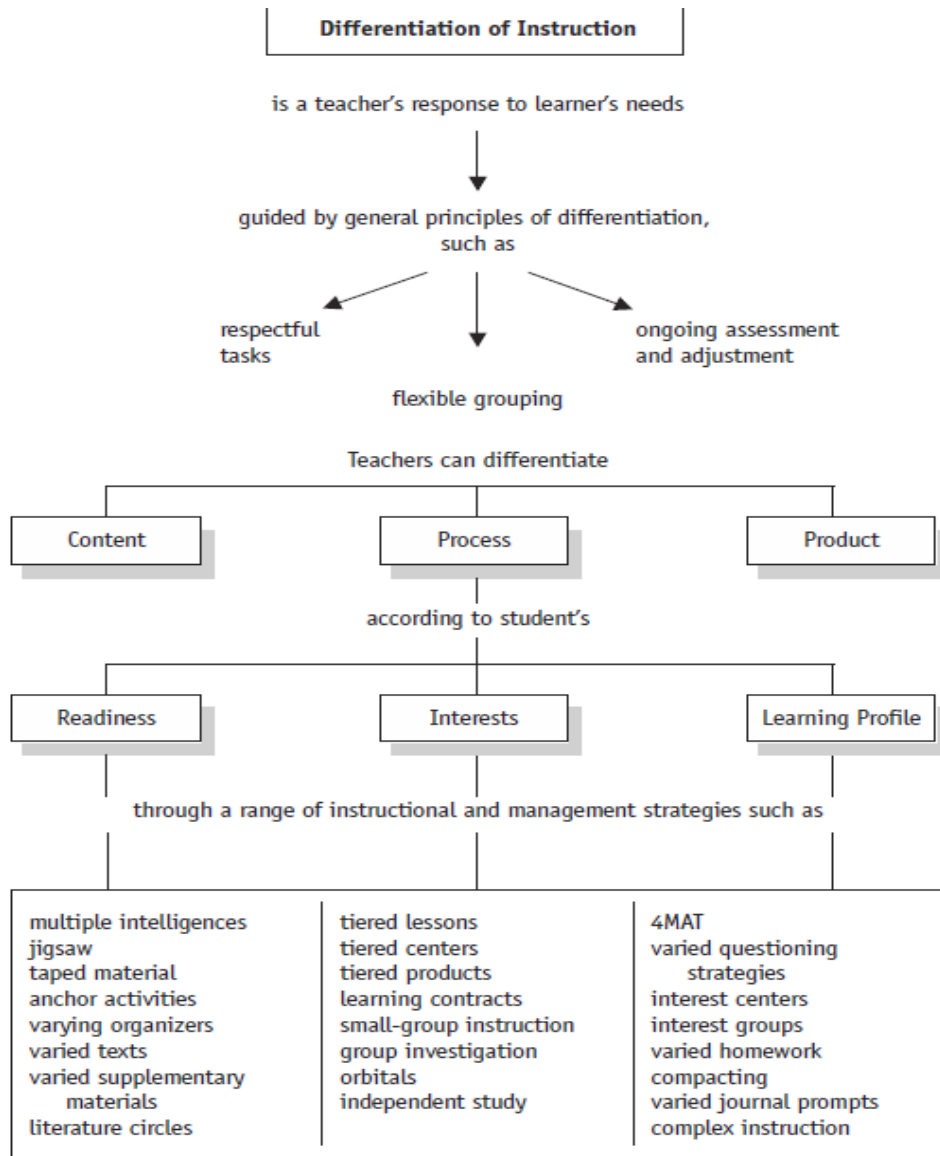 Differentiation of Instruction
is a teacher's response to learner's needs
guided by general principles of differentiation,
such as
respectful
tasks
ongoing assessment
and adjustment
flexible grouping
Teachers can differentiate
Content
Process
Product
according to student's
Readiness
Interests
Learning Profile
through a range of instructional and management strategies such as
multiple intelligences
jigsaw
taped material
anchor activities
varying organizers
varied texts
varied supplementary
materials
literature circles
tiered lessons
tiered centers
tiered products
learning contracts
small-group instruction
group investigation
orbitals
independent study
4MAT
varied questioning
strategies
interest centers
interest groups
varied homework
compacting
varied journal prompts
complex instruction